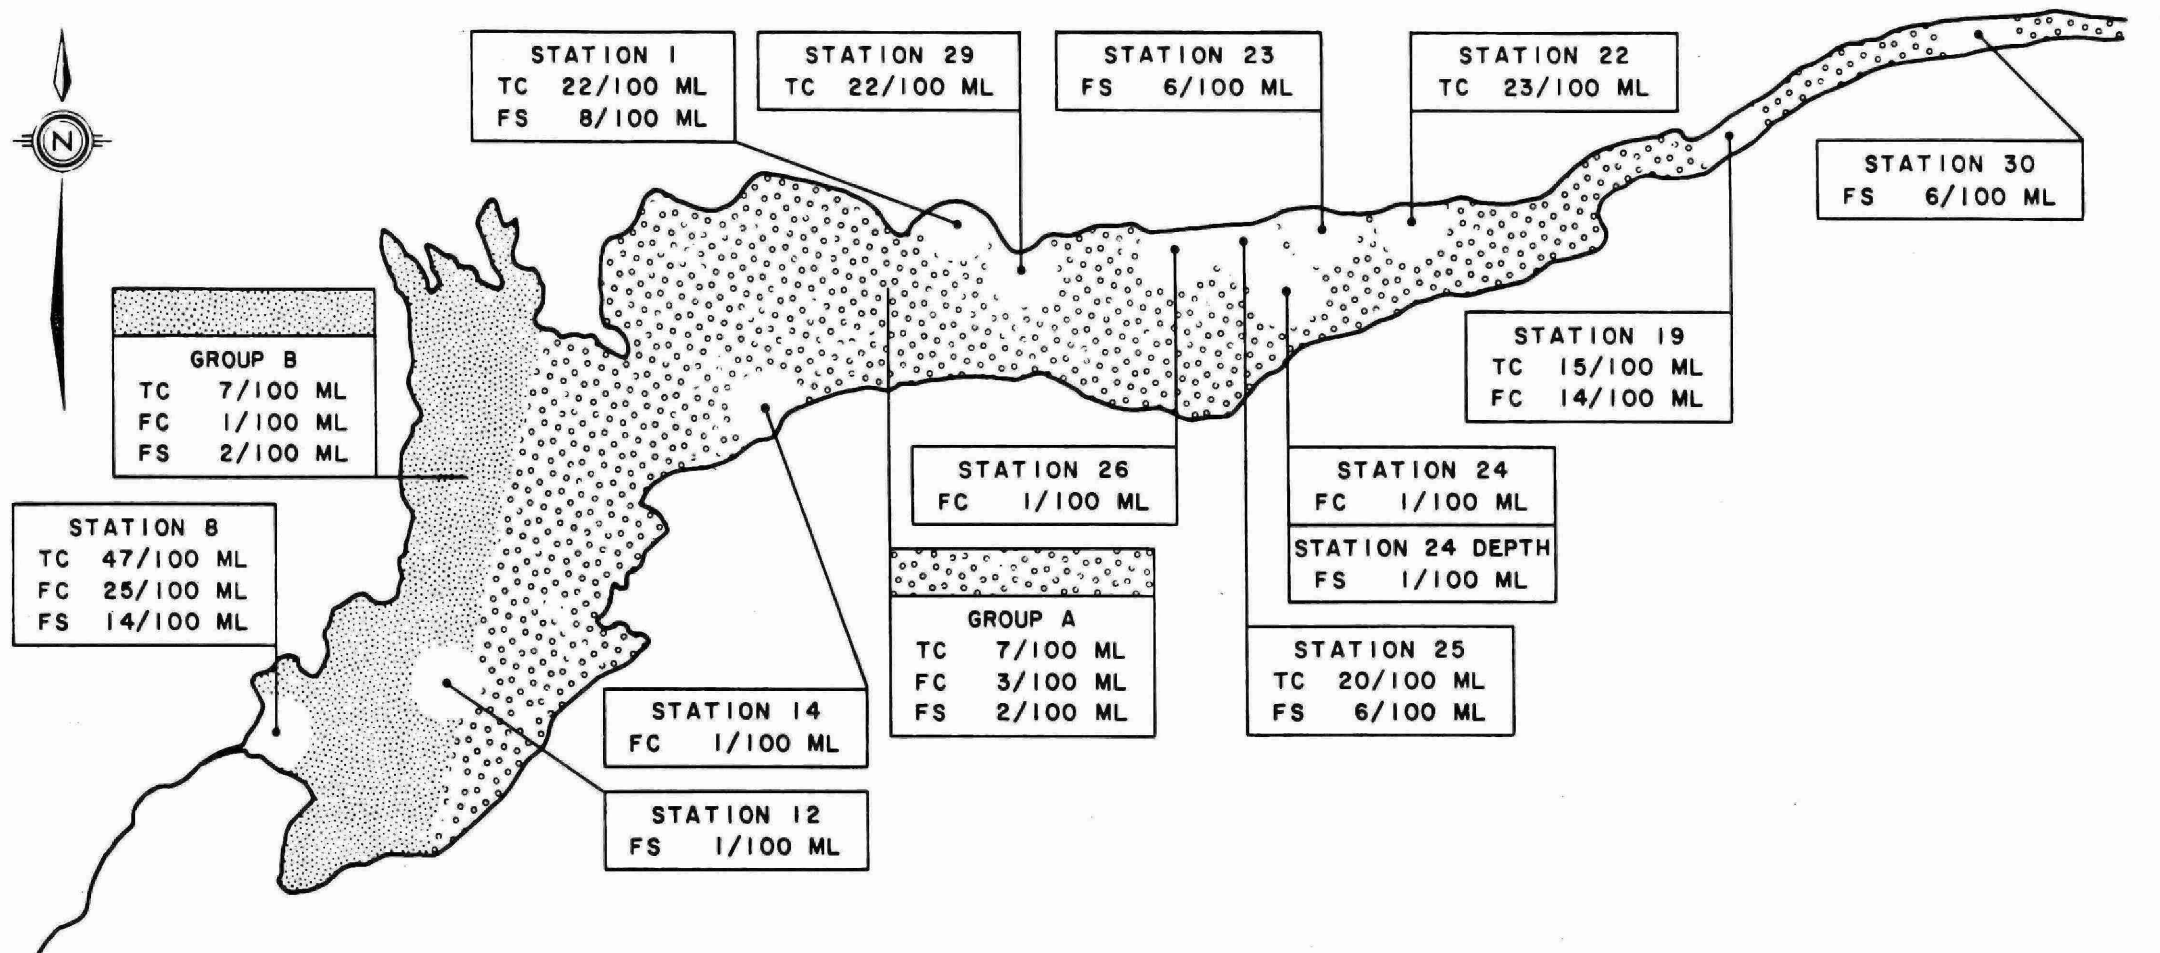 STATION 1
TC 22/100 ML
FS 8/100 ML
STATION 29
TC 22/100 ML
STATION 23
FS 6/100 ML
STATION 22
TC 23/100 ML
N
STATION 30
FS 6/100 ML
GROUP B
TC 7/100 ML
FC 1/100 ML
FS 2/100 ML
STATION 19
TC 15/100 ML
FC 14/100 ML
STATION 26
FC 1/100 ML
STATION 24
FC 1/100 ML
STATION 24 DEPTH
FS 1/100 ML
STATION 8
TC 47/100 ML
FC 25/100 ML
FS 14/100 ML
GROUP A
TC 7/100 ML
FC 3/100 ML
FS 2/100 ML
STATION 25
TC 20/100 ML
FS 6/100 ML
STATION 14
FC 1/100 ML
STATION 12
FS 1/100 ML